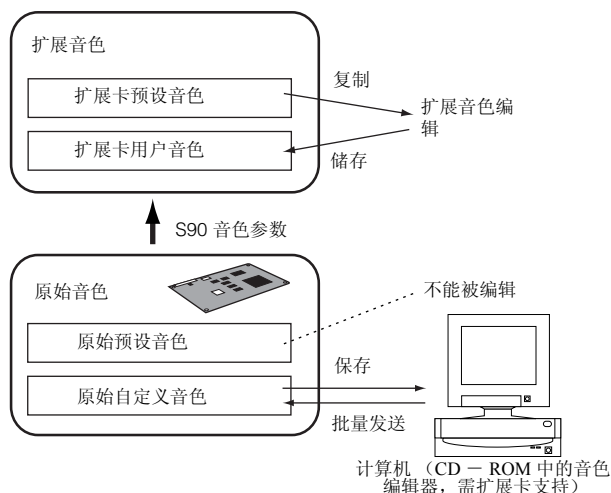 扩展音色
扩展卡预设音色
复制
扩展音色编
辑
扩展卡用户音色
储存
S90 音色参数
原始音色
不能被编辑
原始预设音色
保存
原始自定义音色
批量发送
计算机 （CD － ROM 中的音色
编辑器，需扩展卡支持）